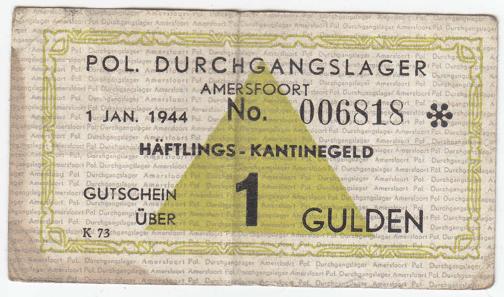 POL. DURCHGANGSLAGER
AMERSFOORT
1 JAN. 1944 No. 006818 *
HÄFTLINGS-KANTINEGELD
GUTSCHEIN
ÜBER 1 GULDEN
K 73